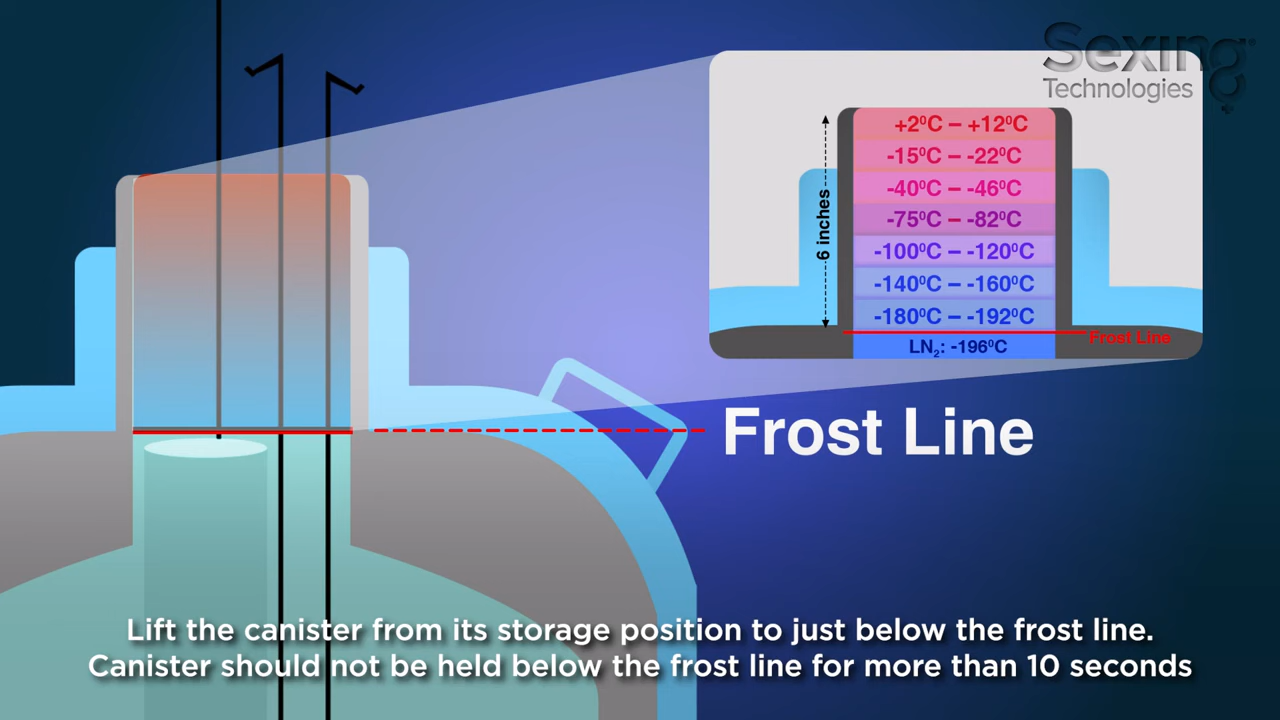 Sexing
Technologies
+2⁰C – +12⁰C
-15⁰C – -22⁰C
-40⁰C – -46⁰C
-75⁰C – -82⁰C
-100⁰C – -120⁰C
-140⁰C – -160⁰C
-180⁰C – -192⁰C
LN₂: -196⁰C
6 inches
Frost Line
Frost Line
Lift the canister from its storage position to just below the frost line.
Canister should not be held below the frost line for more than 10 seconds